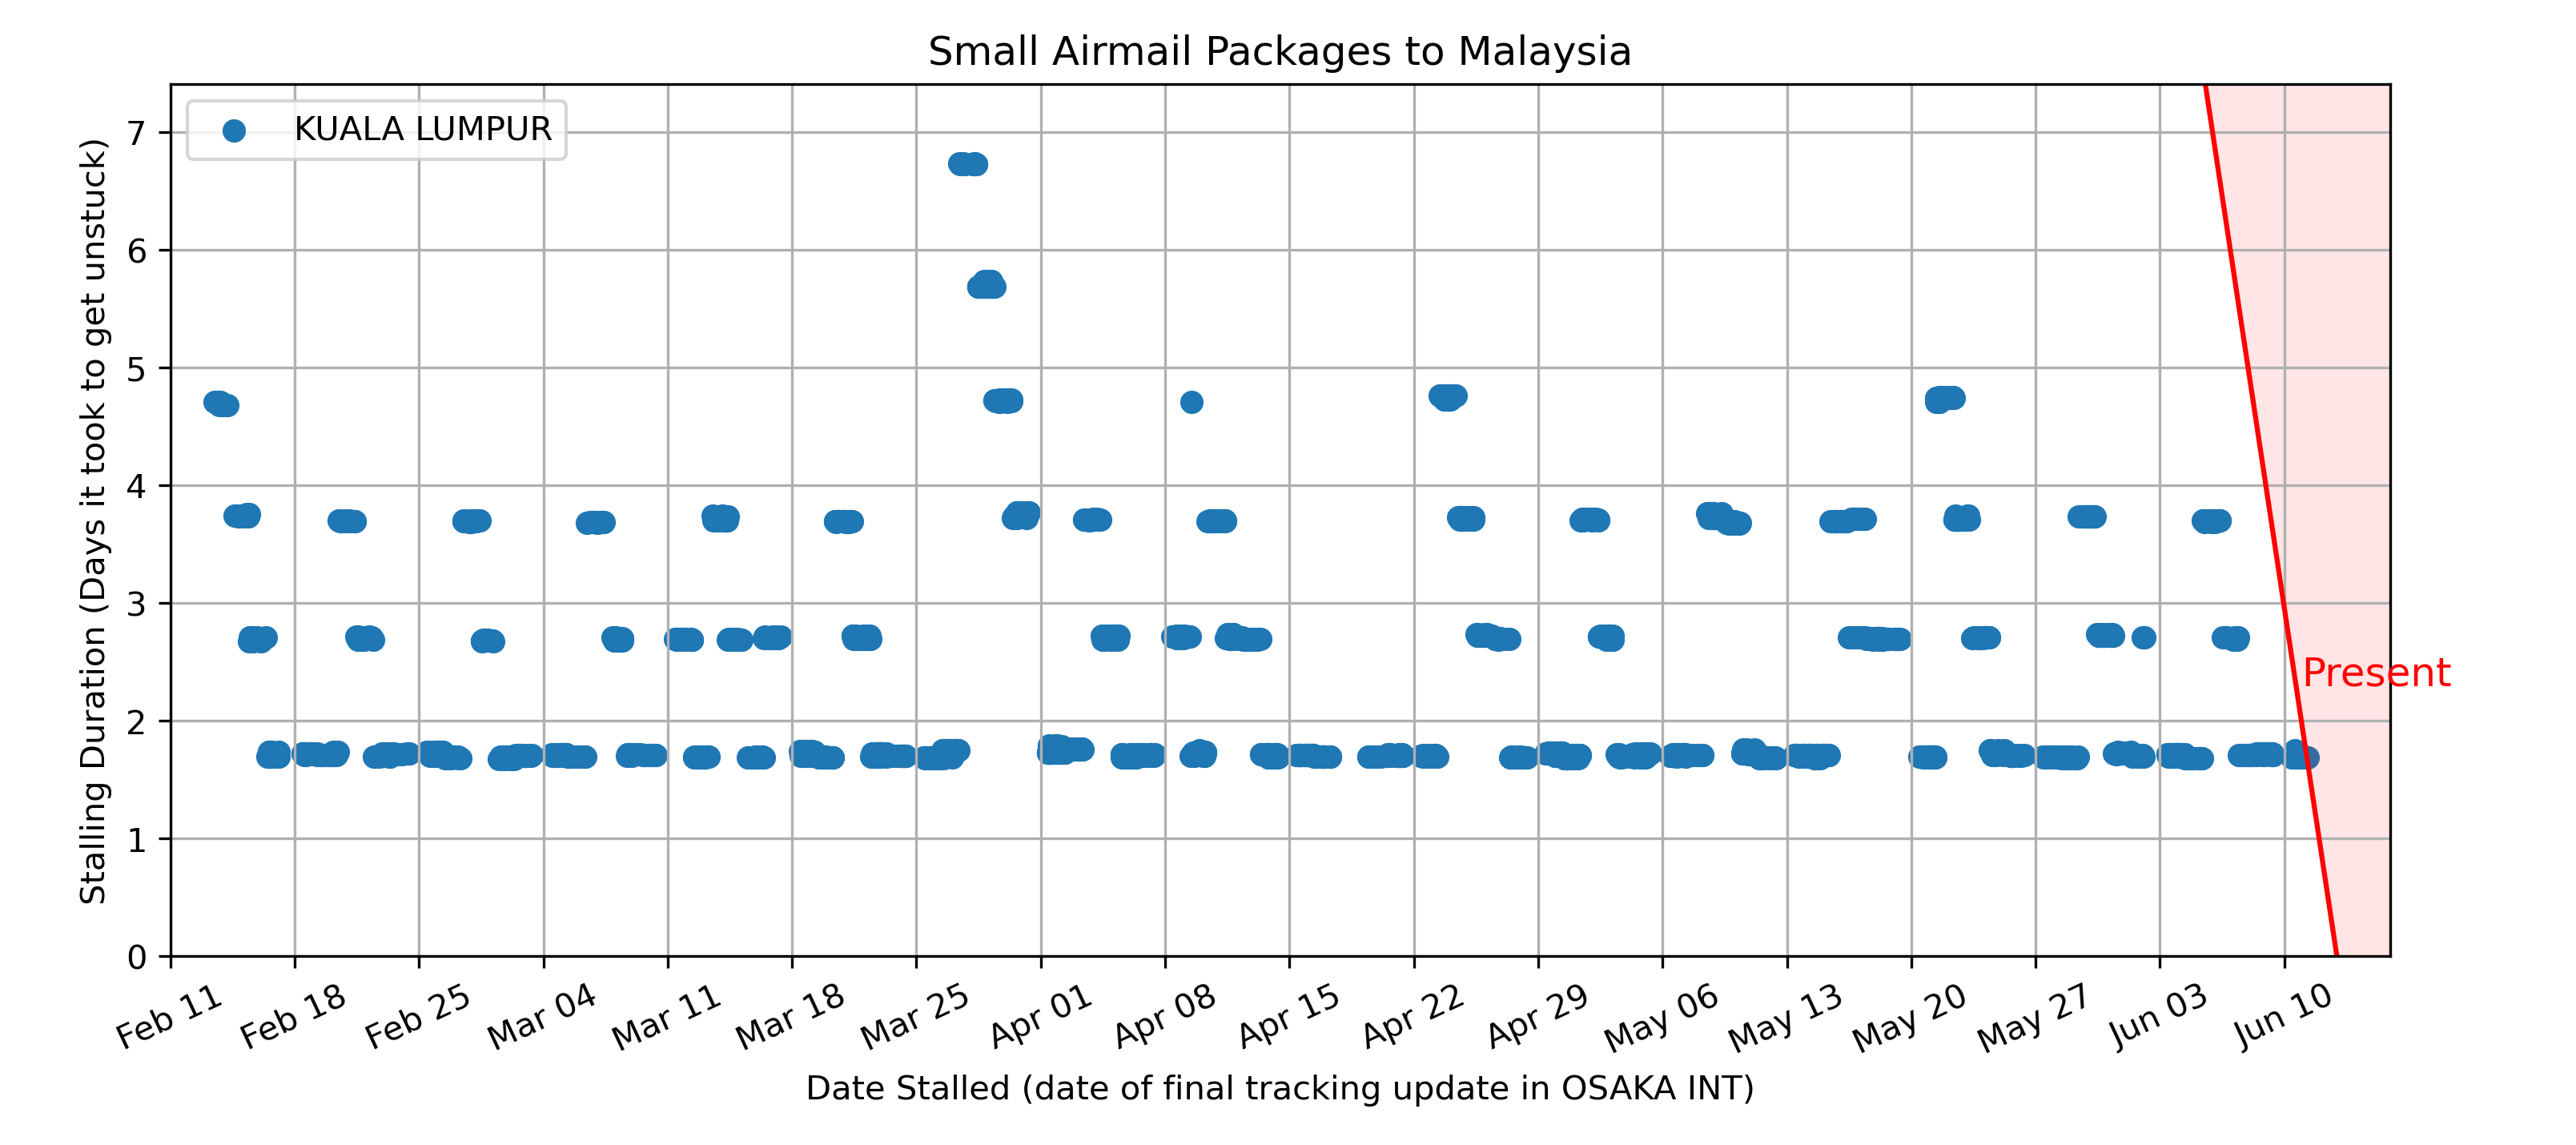 Small Airmail Packages to Malaysia
KUALA LUMPUR
Stalling Duration (Days it took to get unstuck)
7
6
5
4
3
2
1
0
Present
Feb 11
Feb 18
Feb 25
Mar 04
Mar 11
Mar 18
Mar 25
Apr 01
Apr 08
Apr 15
Apr 22
Apr 29
May 06
May 13
May 20
May 27
Jun 03
Jun 10
Date Stalled (date of final tracking update in OSAKA INT)